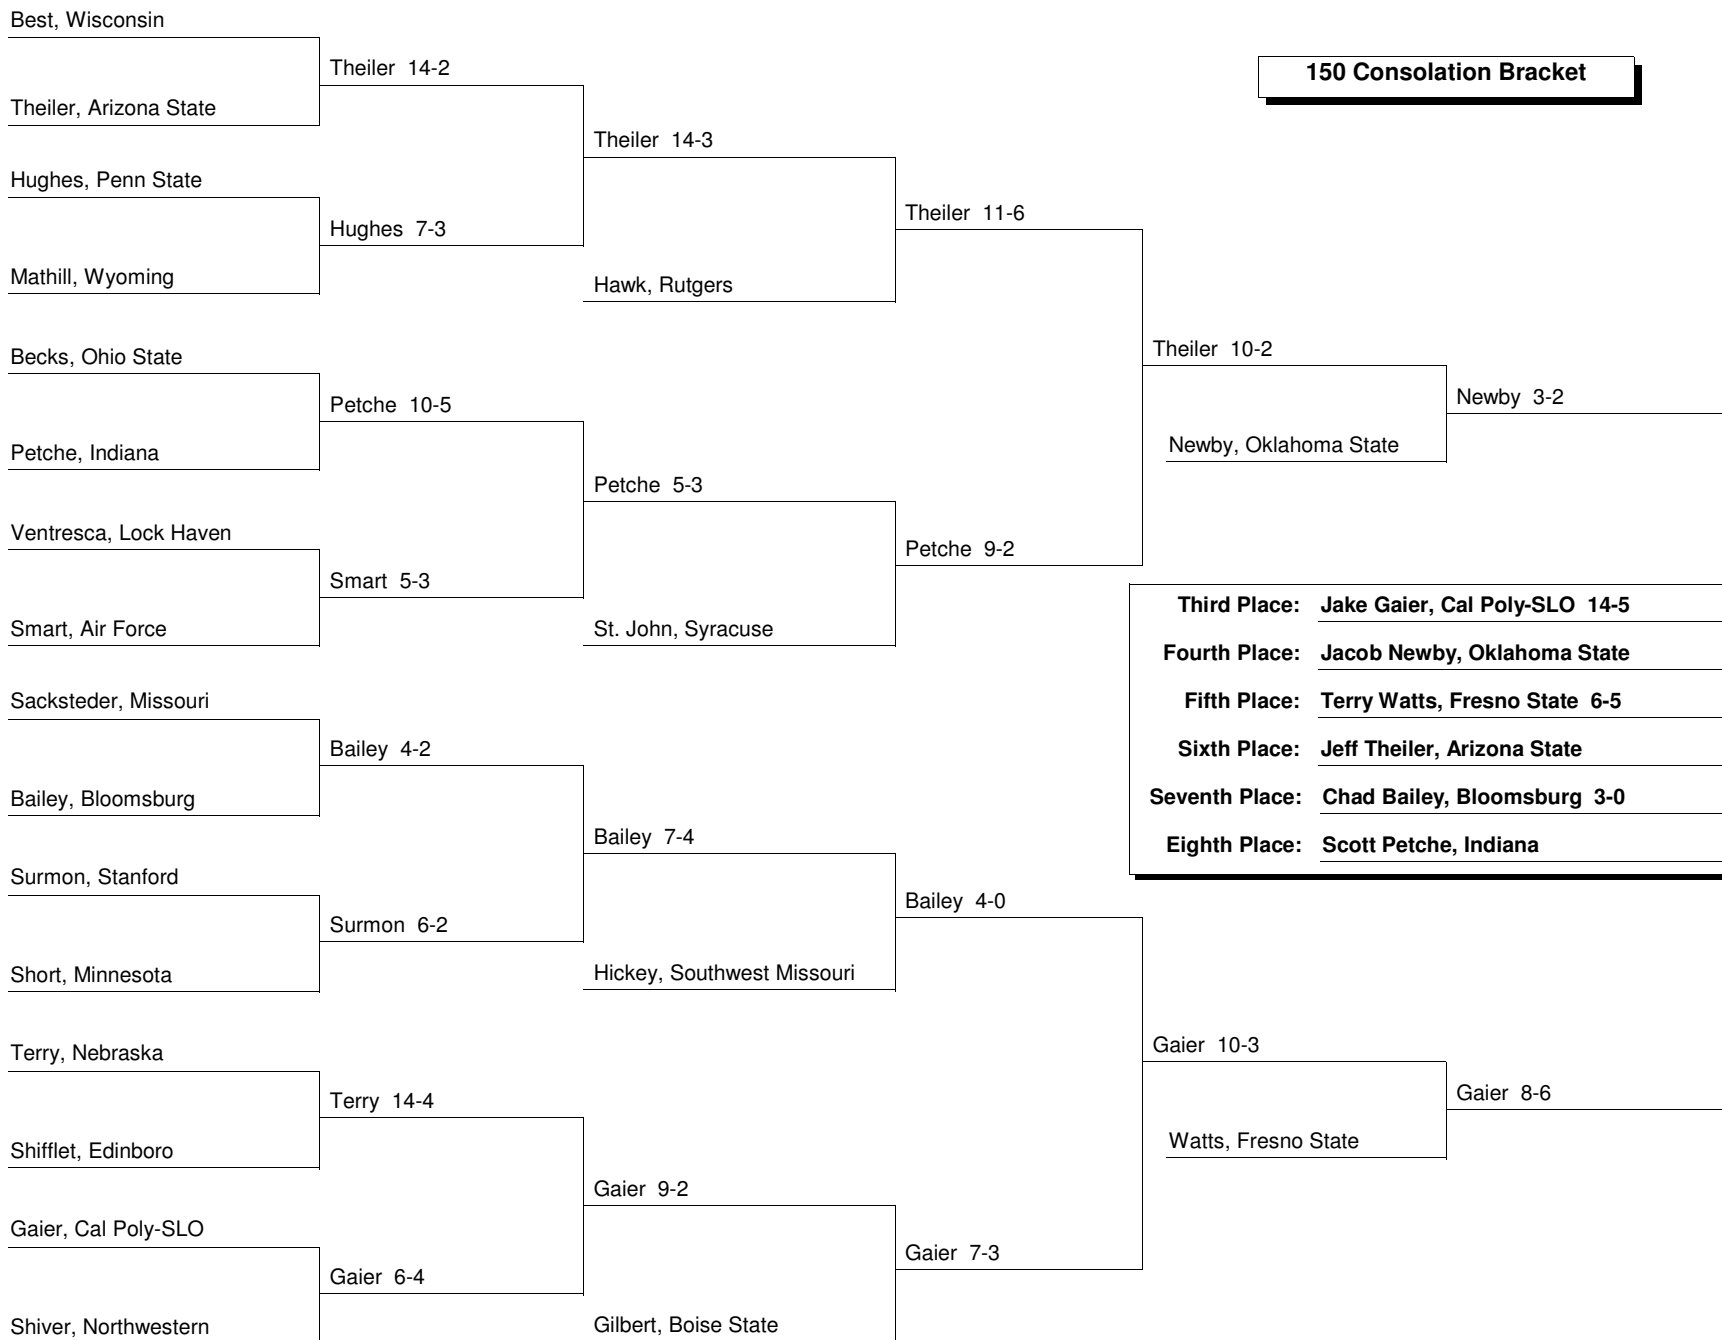 Best, Wisconsin
Theiler 14-2
150 Consolation Bracket
Theiler, Arizona State
Theiler 14-3
Hughes, Penn State
Theiler 11-6
Hughes 7-3
Mathill, Wyoming
Hawk, Rutgers
Becks, Ohio State
Theiler 10-2
Petche 10-5
Newby 3-2
Petche, Indiana
Newby, Oklahoma State
Petche 5-3
Ventresca, Lock Haven
Petche 9-2
Smart 5-3
Smart, Air Force
St. John, Syracuse
Third Place: Jake Gaier, Cal Poly-SLO 14-5
Fourth Place: Jacob Newby, Oklahoma State
Fifth Place: Terry Watts, Fresno State 6-5
Sixth Place: Jeff Theiler, Arizona State
Seventh Place: Chad Bailey, Bloomsburg 3-0
Eighth Place: Scott Petche, Indiana
Sacksteder, Missouri
Bailey 4-2
Bailey, Bloomsburg
Bailey 7-4
Surmon, Stanford
Bailey 4-0
Surmon 6-2
Short, Minnesota
Hickey, Southwest Missouri
Terry, Nebraska
Gaier 10-3
Terry 14-4
Gaier 8-6
Shifflet, Edinboro
Watts, Fresno State
Gaier 9-2
Gaier, Cal Poly-SLO
Gaier 7-3
Gaier 6-4
Shiver, Northwestern
Gilbert, Boise State